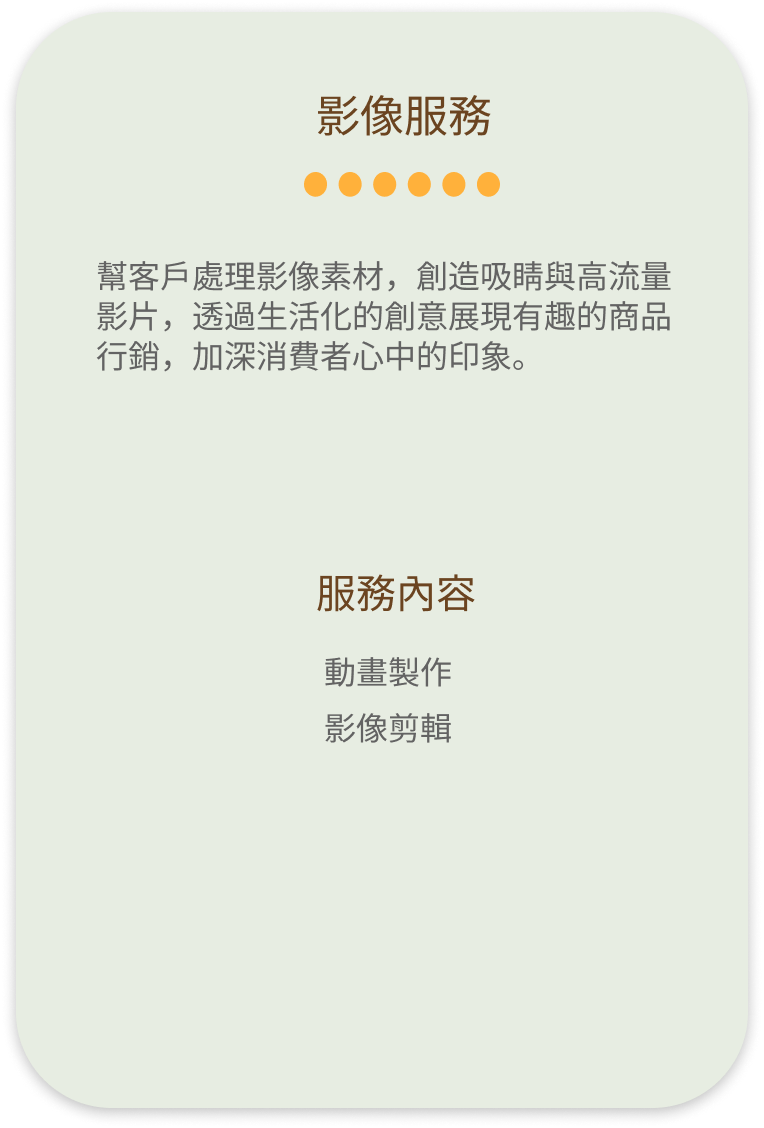 影像服務
幫客戶處理影像素材，創造吸睛與高流量
影片，透過生活化的創意展現有趣的商品
行銷，加深消費者心中的印象。
服務內容
動畫製作
影像剪輯